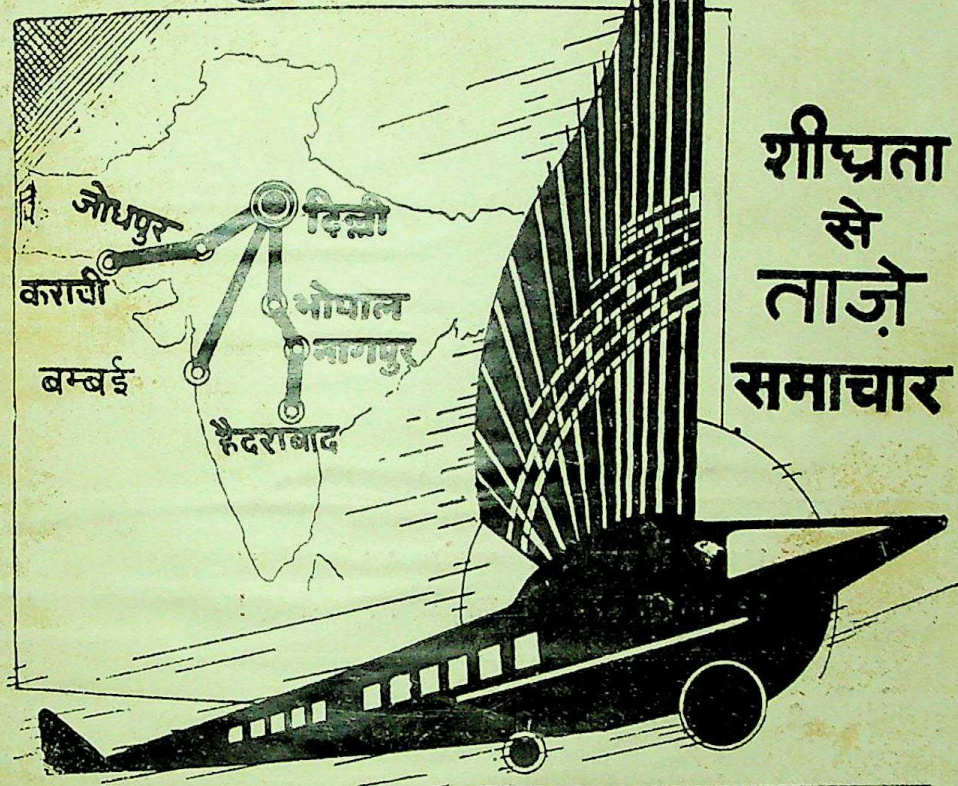 शीघ्रता
से
ताज़े
समाचार
जोधपुर
दिल्ली
कराची
भोपाल
नागपुर
बम्बई
हैदराबाद